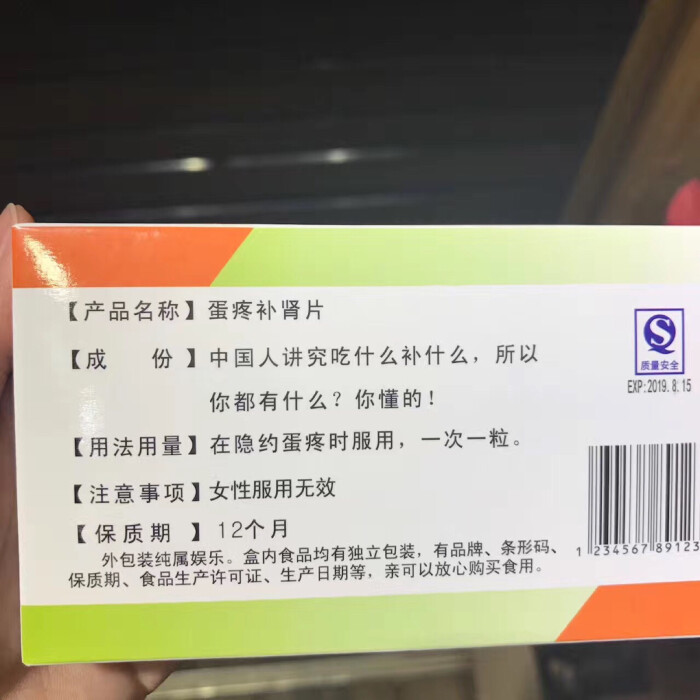 【产品名称】蛋疼补肾片
【成 份】中国人讲究吃什么补什么，所以
你都有什么？你懂的！
【用法用量】在隐约蛋疼时服用，一次一粒。
【注意事项】女性服用无效
【保质期】12个月
外包装纯属娱乐。盒内食品均有独立包装，有品牌、条形码、
保质期、食品生产许可证、生产日期等，亲可以放心购买食用。
质量安全
EXP:2019.8.15
1 234567 89123